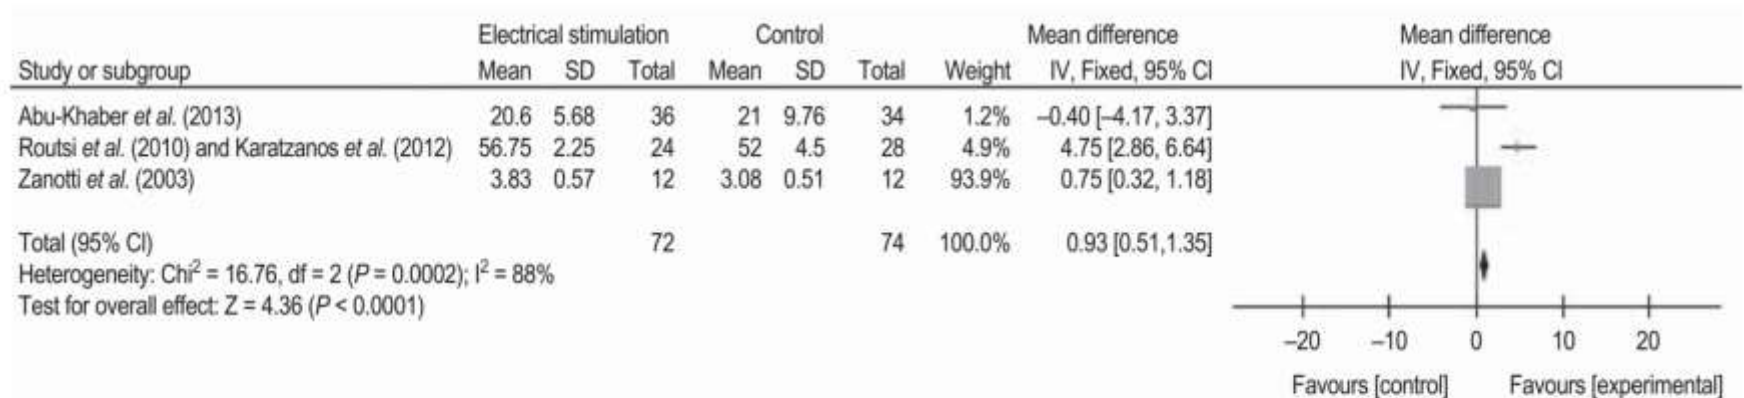 Electrical stimulation Control Mean difference Mean difference
Study or subgroup Mean SD Total Mean SD Total Weight IV, Fixed, 95% CI IV, Fixed, 95% CI
Abu-Khaber et al. (2013) 20.6 5.68 36 21 9.76 34 1.2% –0.40 [–4.17, 3.37]
Routsi et al. (2010) and Karatzanos et al. (2012) 56.75 2.25 24 52 4.5 28 4.9% 4.75 [2.86, 6.64]
Zanotti et al. (2003) 3.83 0.57 12 3.08 0.51 12 93.9% 0.75 [0.32, 1.18]
Total (95% CI) 72 74 100.0% 0.93 [0.51,1.35]
Heterogeneity: Chi² = 16.76, df = 2 (P = 0.0002); I² = 88%
Test for overall effect: Z = 4.36 (P < 0.0001)
–20 –10 0 10 20
Favours [control] Favours [experimental]